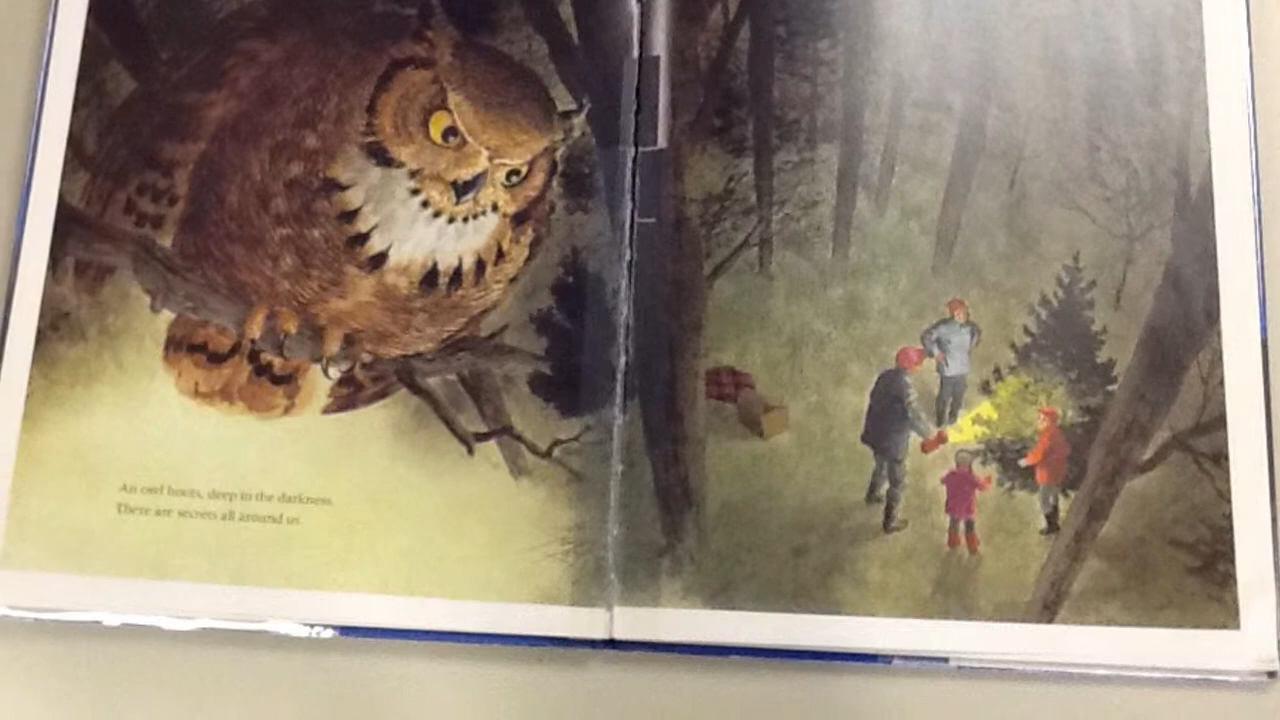 An owl hoots, deep in the darkness.
There are secrets all around us.